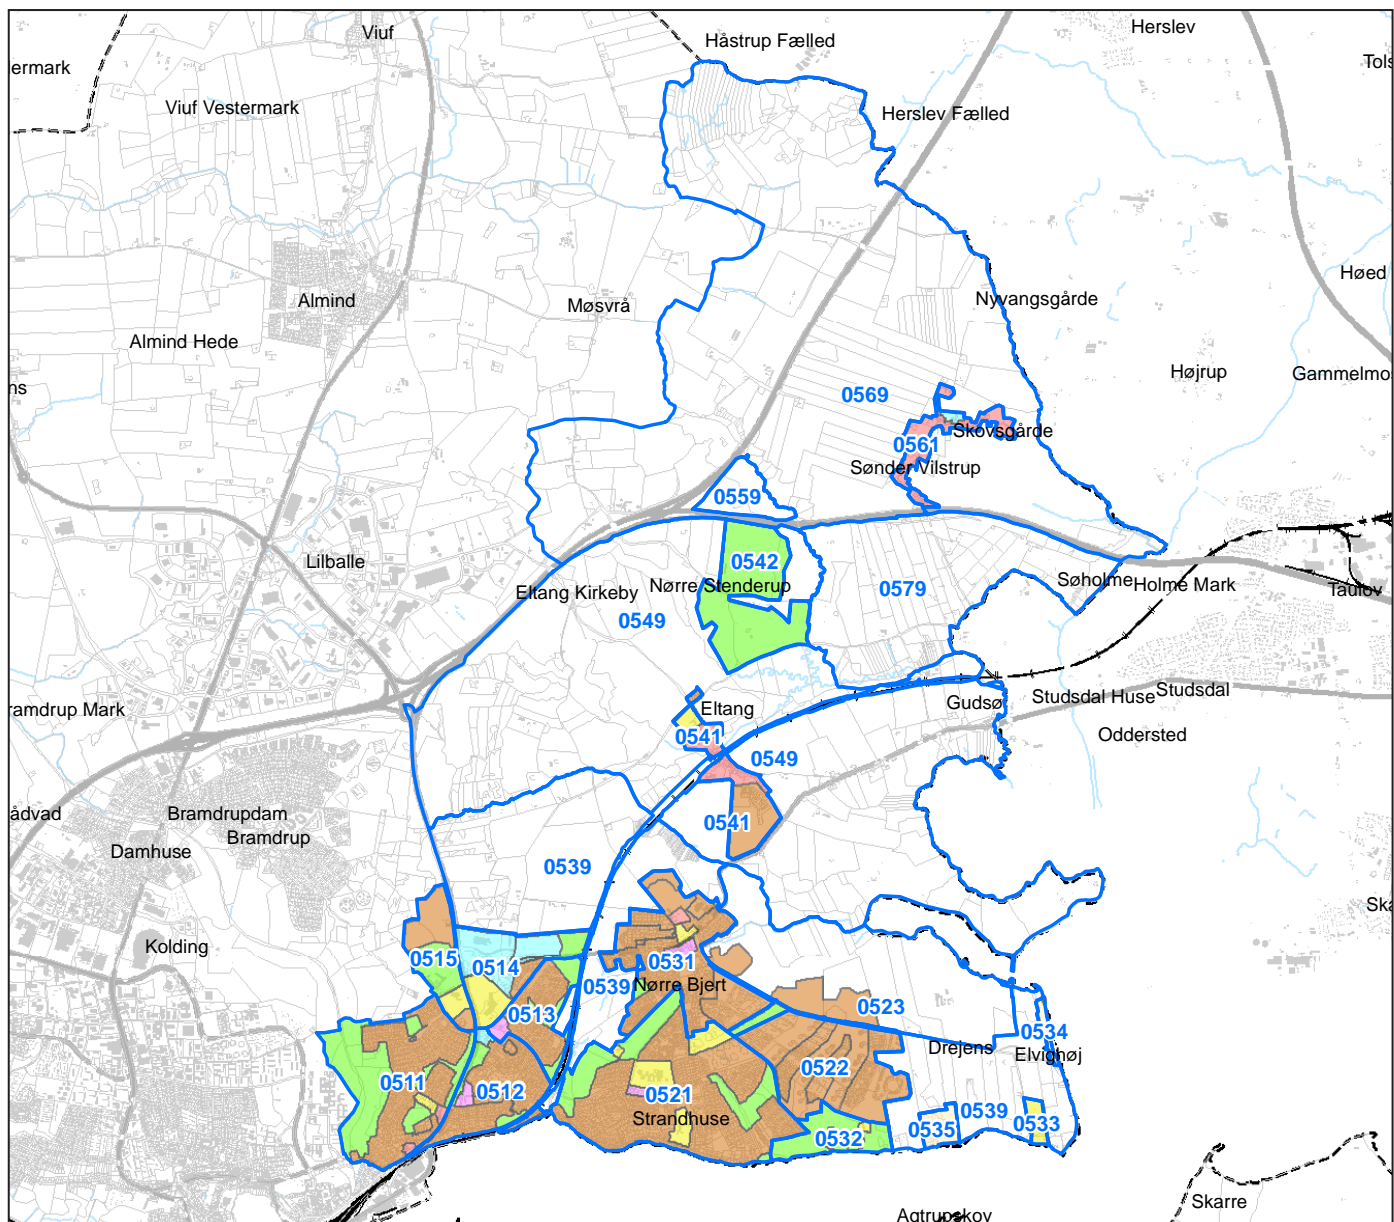 Viuf
Håstrup Fælled
Herslev
ermark
Tols
Viuf Vestermark
Herslev Fælled
Høed
Almind
Møsvrå
Nyvangsgårde
Almind Hede
Højrup
Gammelmo
ns
0569
0561
Skovsgårde
Sønder Vilstrup
0559
Lilballe
0542
Eltang Kirkeby
Nørre Stenderup
0579
Søholme
Holme Mark
Taulov
0549
ramdrup Mark
Eltang
Gudsø
Studsdal Huse
Studsdal
0541
Oddersted
0549
ådvad
Bramdrupdam
Bramdrup
0541
Damhuse
0539
Ska
Kolding
0515
0514
0531
0539
Nørre Bjert
0513
0523
0534
Drejens
Elvighøj
0522
0511
0512
0521
0539
Strandhuse
0532
0535
0533
Skarre
Agtrupskov